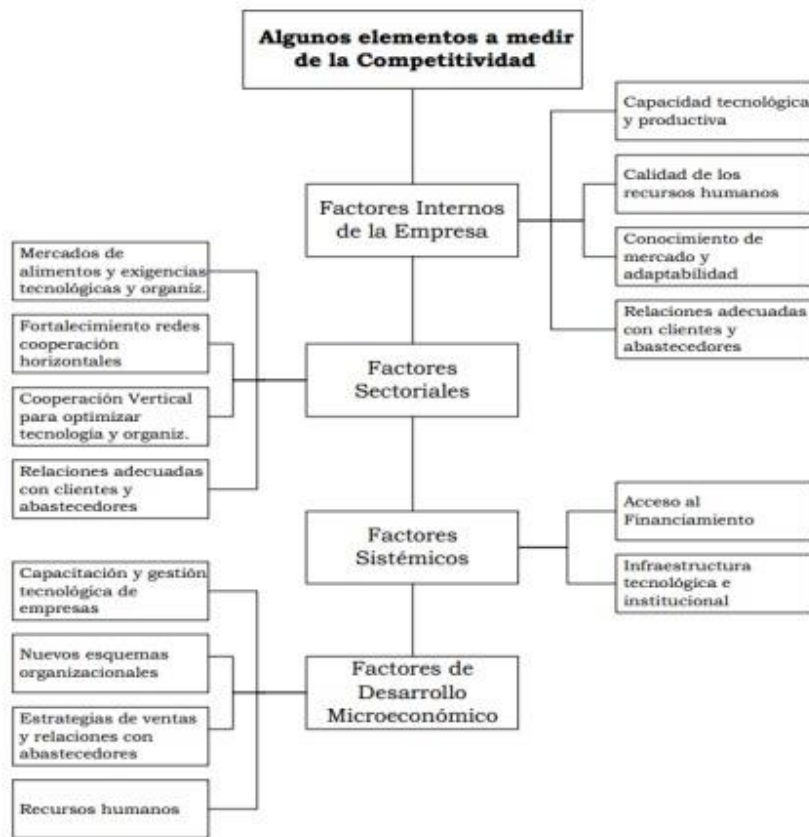 Algunos elementos a medir
de la Competitividad
Factores Internos
de la Empresa
Capacidad tecnológica
y productiva
Calidad de los
recursos humanos
Conocimiento de
mercado y
adaptabilidad
Relaciones adecuadas
con clientes y
abastecedores
Factores
Sectoriales
Mercados de
alimentos y exigencias
tecnológicas y organiz.
Fortalecimiento redes
cooperación
horizontales
Cooperación Vertical
para optimizar
tecnología y organiz.
Relaciones adecuadas
con clientes y
abastecedores
Factores
Sistémicos
Acceso al
Financiamiento
Infraestructura
tecnológica e
institucional
Factores de
Desarrollo
Microeconómico
Capacitación y gestión
tecnológica de
empresas
Nuevos esquemas
organizacionales
Estrategias de ventas
y relaciones con
abastecedores
Recursos humanos